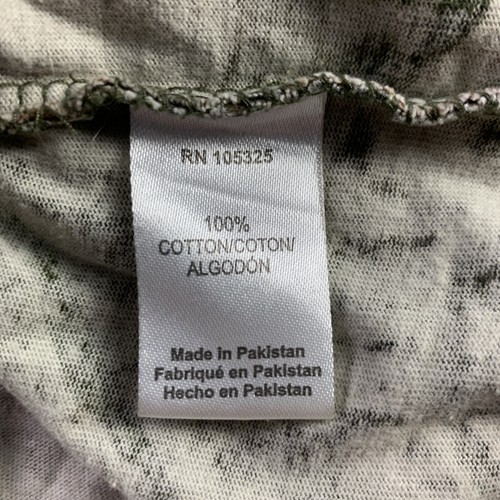 RN 105325
100%
COTTON/COTON/
ALGODÓN
Made in Pakistan
Fabriqué en Pakistan
Hecho en Pakistan